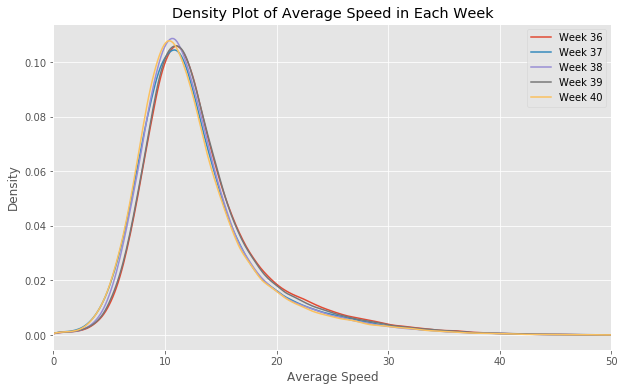 Density Plot of Average Speed in Each Week
Week 36
Week 37
Week 38
Week 39
Week 40
0.10
0.08
0.06
0.04
0.02
0.00
Density
0 10 20 30 40 50
Average Speed